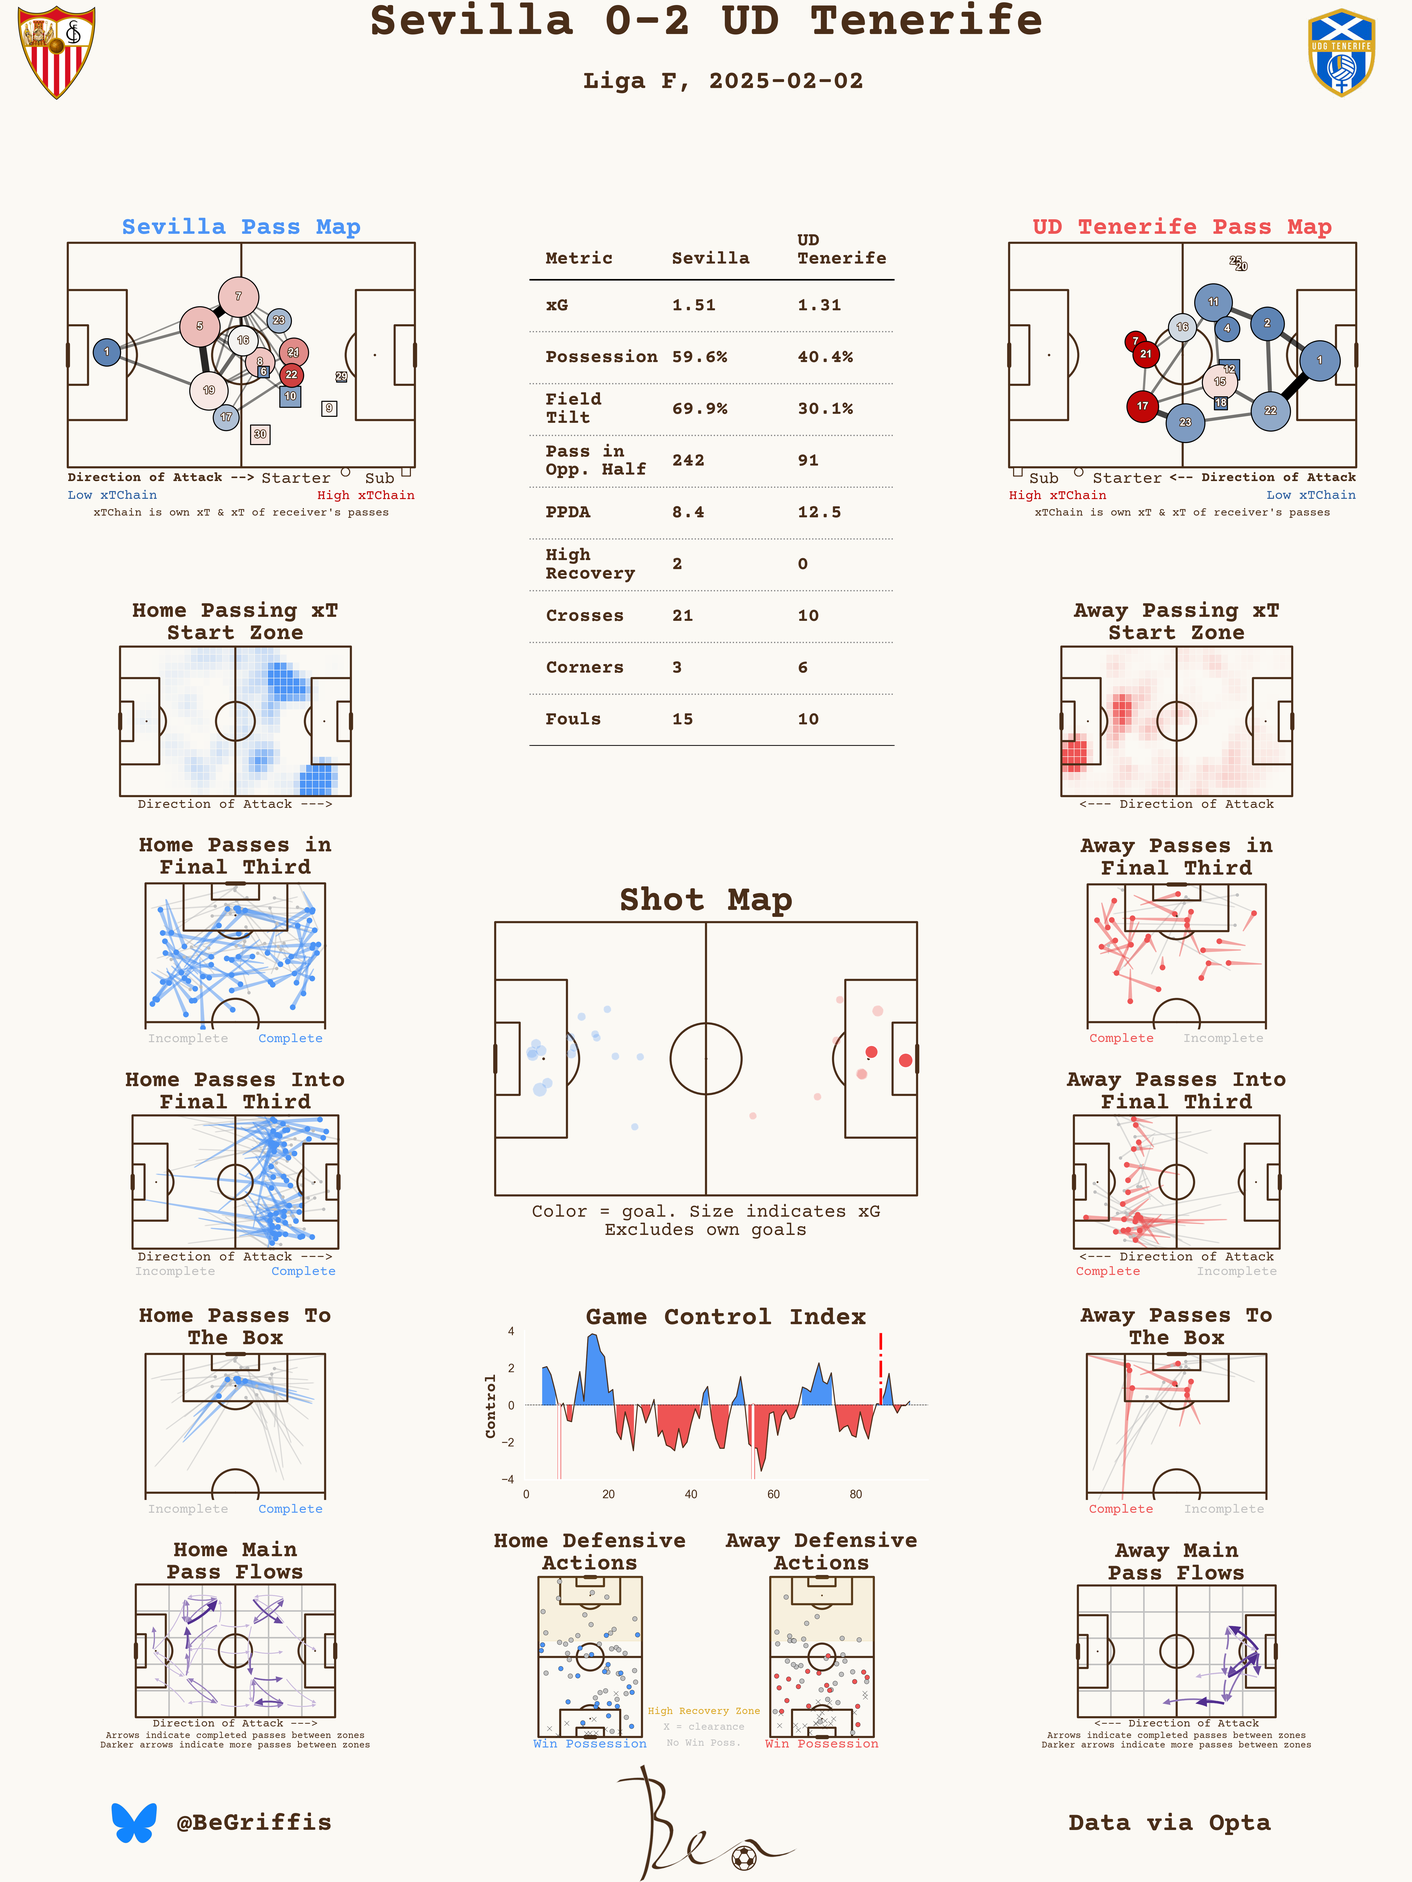 Sevilla 0-2 UD Tenerife
UDG TENERIFE
Liga F, 2025-02-02
Sevilla Pass Map
7
5
23
16
1
8
21
6
22
29
19
10
17
9
30
Direction of Attack --> Starter Sub
Low xTChain High xTChain
xTChain is own xT & xT of receiver's passes
Metric Sevilla UD Tenerife
xG 1.51 1.31
Possession 59.6% 40.4%
Field Tilt 69.9% 30.1%
Pass in Opp. Half 242 91
PPDA 8.4 12.5
High Recovery 2 0
Crosses 21 10
Corners 3 6
Fouls 15 10
UD Tenerife Pass Map
25
20
11
16
4
2
7
21
1
12
15
17
18
22
23
Sub Starter <-- Direction of Attack
High xTChain Low xTChain
xTChain is own xT & xT of receiver's passes
Home Passing xT
Start Zone
Direction of Attack --->
Away Passing xT
Start Zone
<--- Direction of Attack
Home Passes in
Final Third
Incomplete Complete
Away Passes in
Final Third
Complete Incomplete
Shot Map
Color = goal. Size indicates xG
Excludes own goals
Home Passes Into
Final Third
Direction of Attack --->
Incomplete Complete
Away Passes Into
Final Third
<--- Direction of Attack
Complete Incomplete
Home Passes To
The Box
Incomplete Complete
Game Control Index
Control
4
2
0
−2
−4
0 20 40 60 80
Away Passes To
The Box
Complete Incomplete
Home Main
Pass Flows
Direction of Attack --->
Arrows indicate completed passes between zones
Darker arrows indicate more passes between zones
Home Defensive
Actions
Win Possession
High Recovery Zone
X = clearance
No Win Poss.
Away Defensive
Actions
Win Possession
Away Main
Pass Flows
<--- Direction of Attack
Arrows indicate completed passes between zones
Darker arrows indicate more passes between zones
@BeGriffis
Ben
Data via Opta